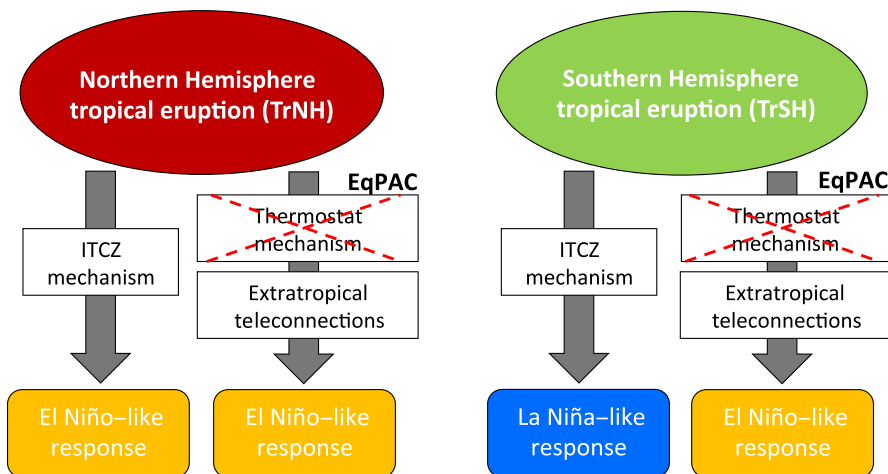 Northern Hemisphere
tropical eruption (TrNH)
EqPAC
Thermostat
mechanism
ITCZ
mechanism
Extratropical
teleconnections
El Niño–like
response
El Niño–like
response
Southern Hemisphere
tropical eruption (TrSH)
EqPAC
Thermostat
mechanism
ITCZ
mechanism
Extratropical
teleconnections
La Niña–like
response
El Niño–like
response